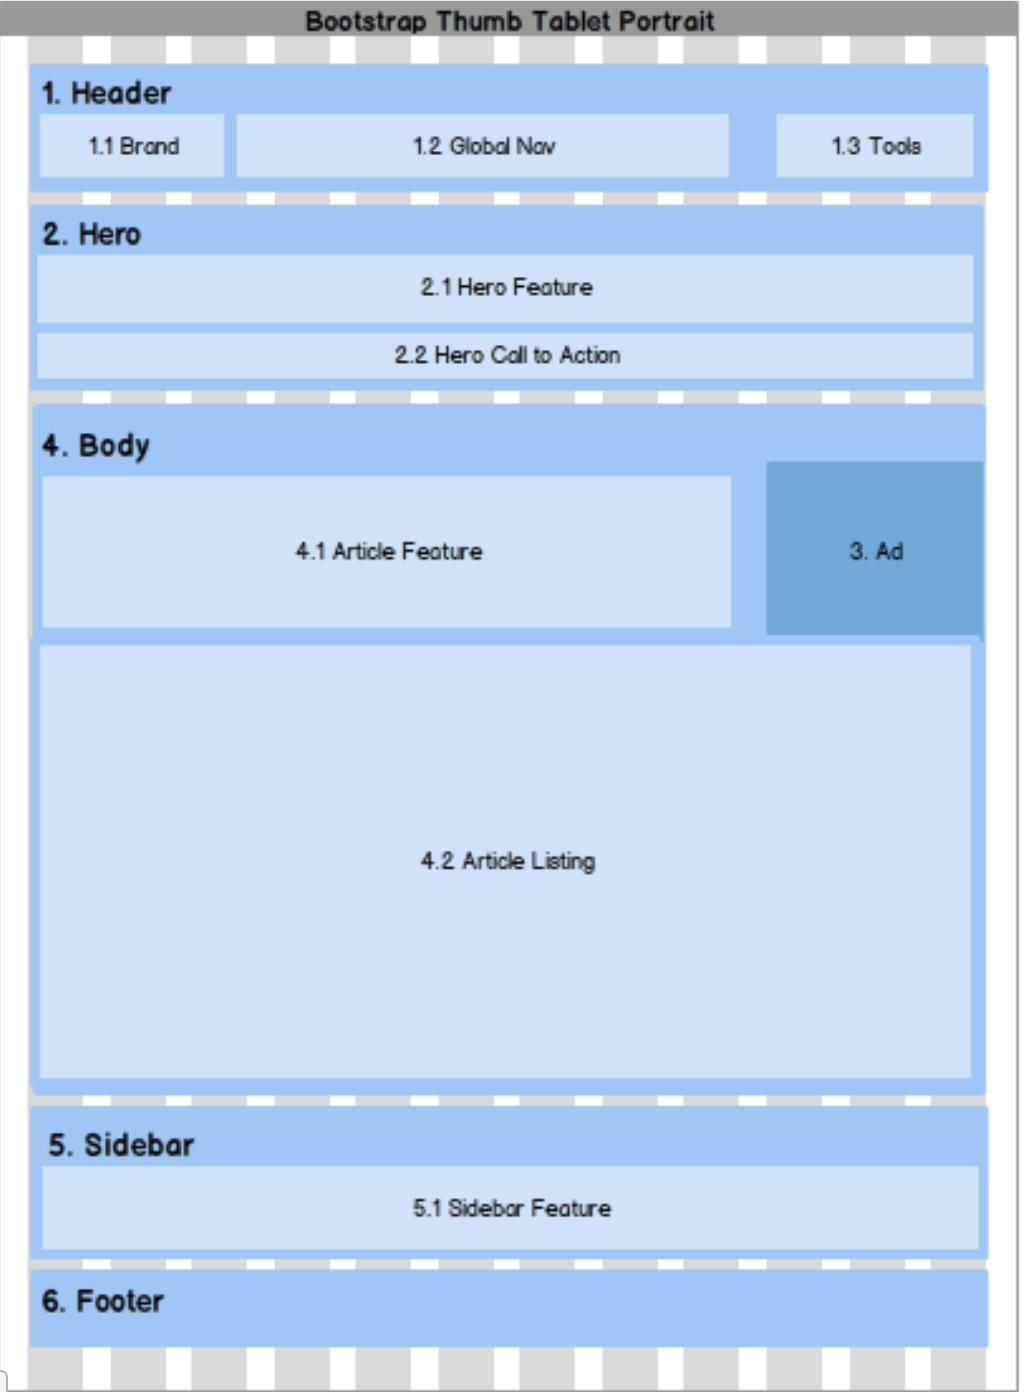 Bootstrap Thumb Tablet Portrait
1. Header
1.1 Brand
1.2 Global Nav
1.3 Tools
2. Hero
2.1 Hero Feature
2.2 Hero Call to Action
4. Body
4.1 Article Feature
3. Ad
4.2 Article Listing
5. Sidebar
5.1 Sidebar Feature
6. Footer